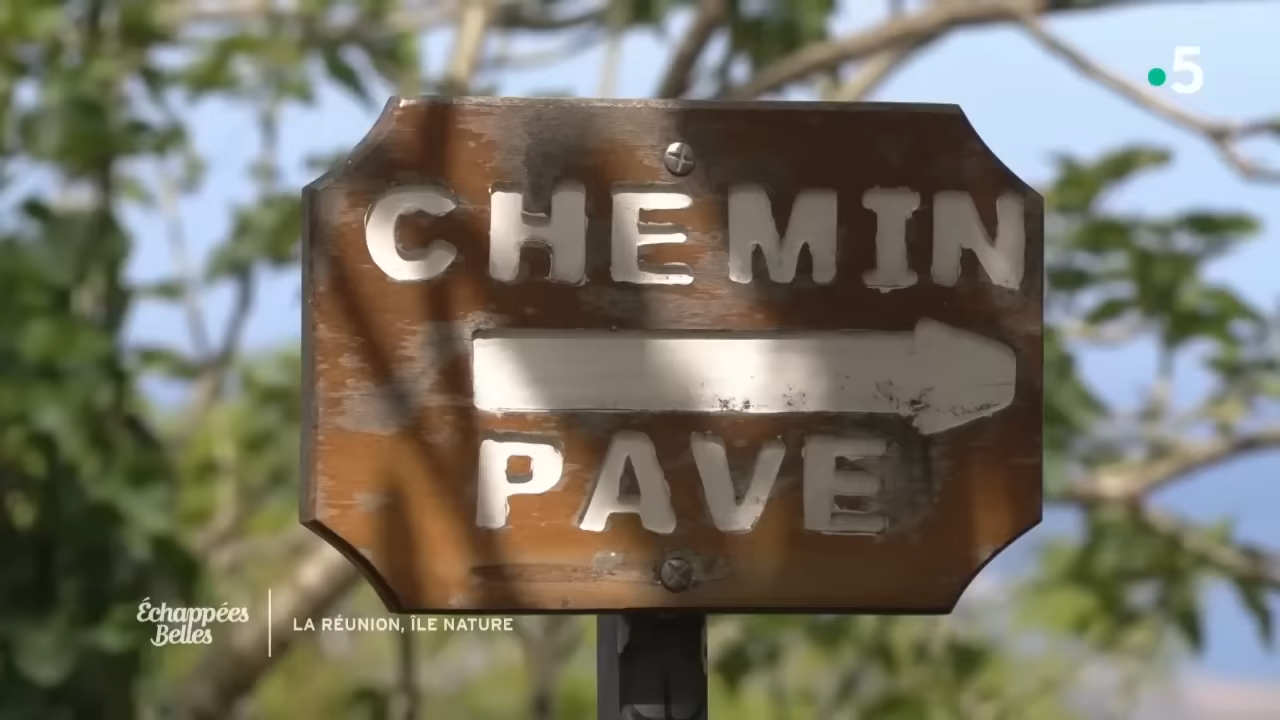 5
CHEMIN
PAVE
Échappées
Belles
LA RÉUNION, ÎLE NATURE